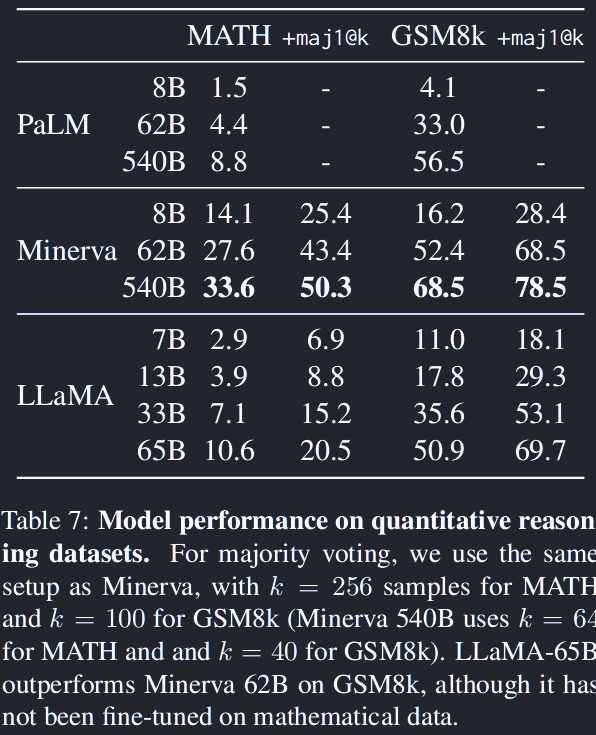 MATH +maj1@k GSM8k +maj1@k
8B 1.5 - 4.1 -
PaLM 62B 4.4 - 33.0 -
540B 8.8 - 56.5 -
8B 14.1 25.4 16.2 28.4
Minerva 62B 27.6 43.4 52.4 68.5
540B 33.6 50.3 68.5 78.5
7B 2.9 6.9 11.0 18.1
13B 3.9 8.8 17.8 29.3
LLaMA
33B 7.1 15.2 35.6 53.1
65B 10.6 20.5 50.9 69.7
Table 7: Model performance on quantitative reason-
ing datasets. For majority voting, we use the same
setup as Minerva, with k = 256 samples for MATH
and k = 100 for GSM8k (Minerva 540B uses k = 64
for MATH and and k = 40 for GSM8k). LLaMA-65B
outperforms Minerva 62B on GSM8k, although it has
not been fine-tuned on mathematical data.